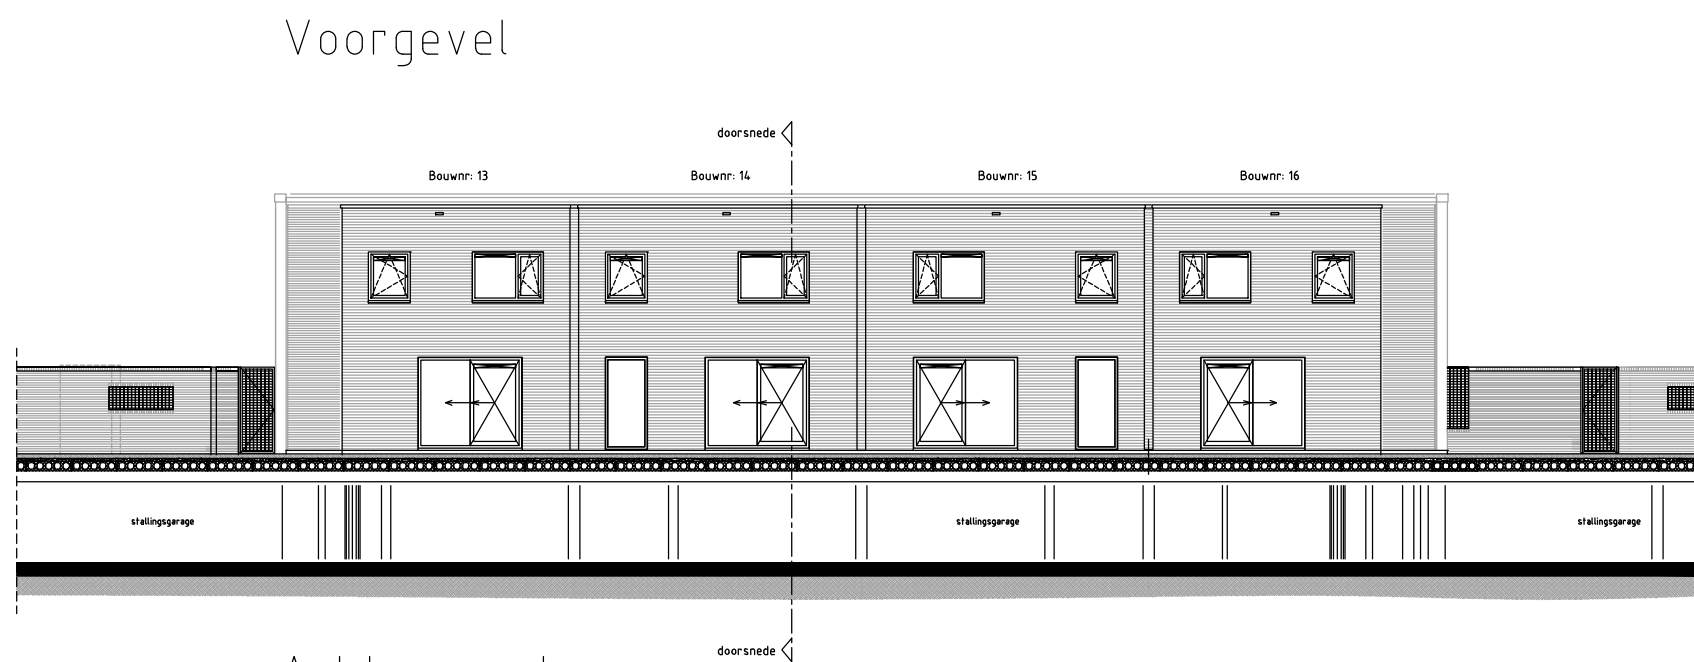 Voorgevel
doorsnede
Bouwnr: 13 Bouwnr: 14 Bouwnr: 15 Bouwnr: 16
stallingsgarage stallingsgarage stallingsgarage
doorsnede